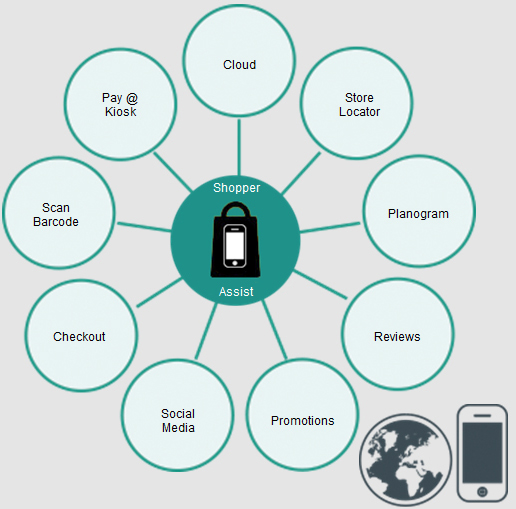 Cloud
Store
Locator
Planogram
Reviews
Promotions
Social
Media
Checkout
Scan
Barcode
Pay @
Kiosk
Shopper
Assist